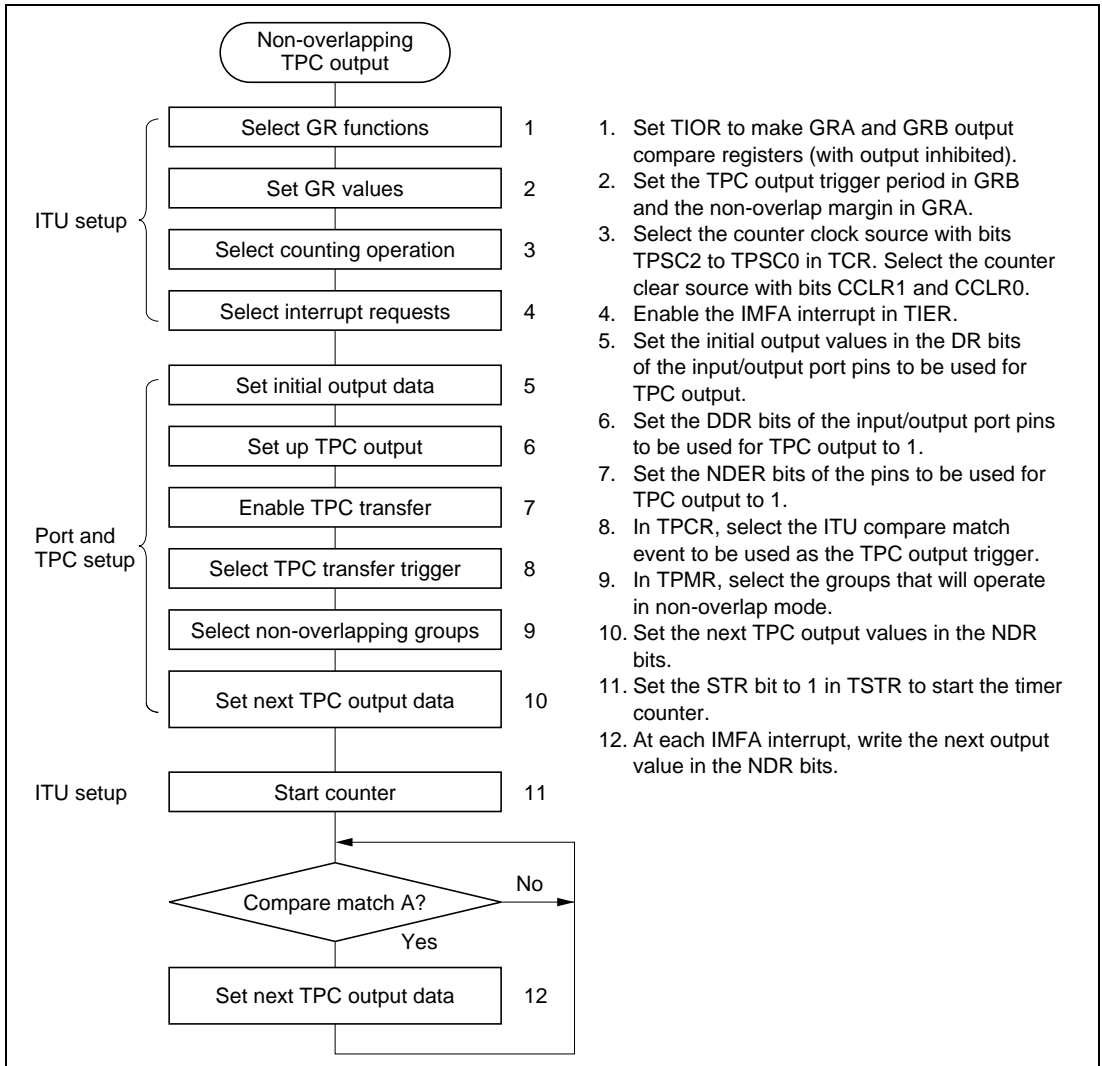 Non-overlapping
TPC output
ITU setup
Select GR functions 1
Set GR values 2
Select counting operation 3
Select interrupt requests 4
Port and
TPC setup
Set initial output data 5
Set up TPC output 6
Enable TPC transfer 7
Select TPC transfer trigger 8
Select non-overlapping groups 9
Set next TPC output data 10
ITU setup
Start counter 11
Compare match A?
No
Yes
Set next TPC output data 12
1. Set TIOR to make GRA and GRB output
compare registers (with output inhibited).
2. Set the TPC output trigger period in GRB
and the non-overlap margin in GRA.
3. Select the counter clock source with bits
TPSC2 to TPSC0 in TCR. Select the counter
clear source with bits CCLR1 and CCLR0.
4. Enable the IMFA interrupt in TIER.
5. Set the initial output values in the DR bits
of the input/output port pins to be used for
TPC output.
6. Set the DDR bits of the input/output port pins
to be used for TPC output to 1.
7. Set the NDER bits of the pins to be used for
TPC output to 1.
8. In TPCR, select the ITU compare match
event to be used as the TPC output trigger.
9. In TPMR, select the groups that will operate
in non-overlap mode.
10. Set the next TPC output values in the NDR
bits.
11. Set the STR bit to 1 in TSTR to start the timer
counter.
12. At each IMFA interrupt, write the next output
value in the NDR bits.